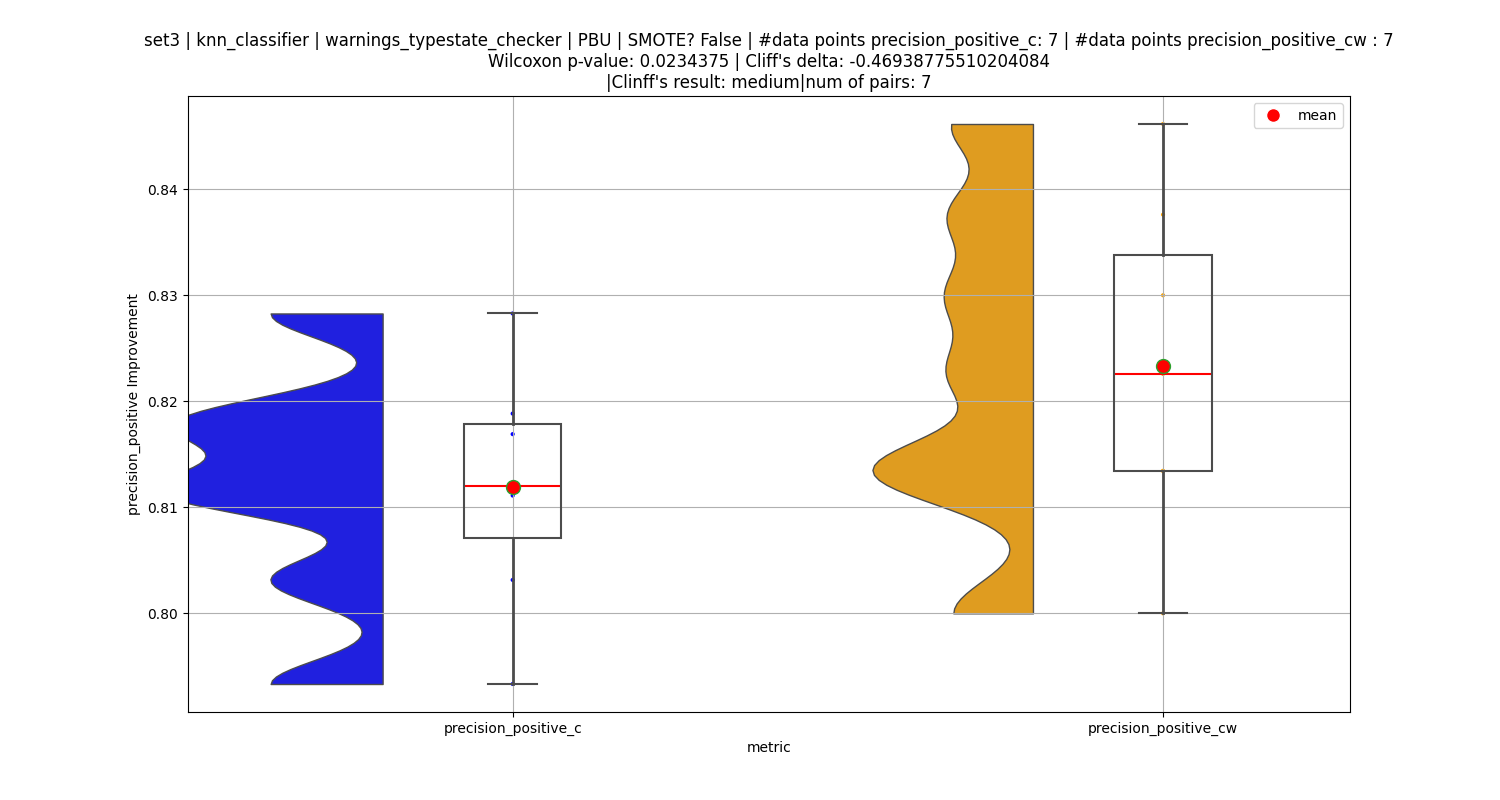 set3 | knn_classifier | warnings_typestate_checker | PBU | SMOTE? False | #data points precision_positive_c: 7 | #data points precision_positive_cw : 7
Wilcoxon p-value: 0.0234375 | Cliff's delta: -0.46938775510204084
|Clinff's result: medium|num of pairs: 7
mean
precision_positive Improvement
0.84
0.83
0.82
0.81
0.80
precision_positive_c
precision_positive_cw
metric